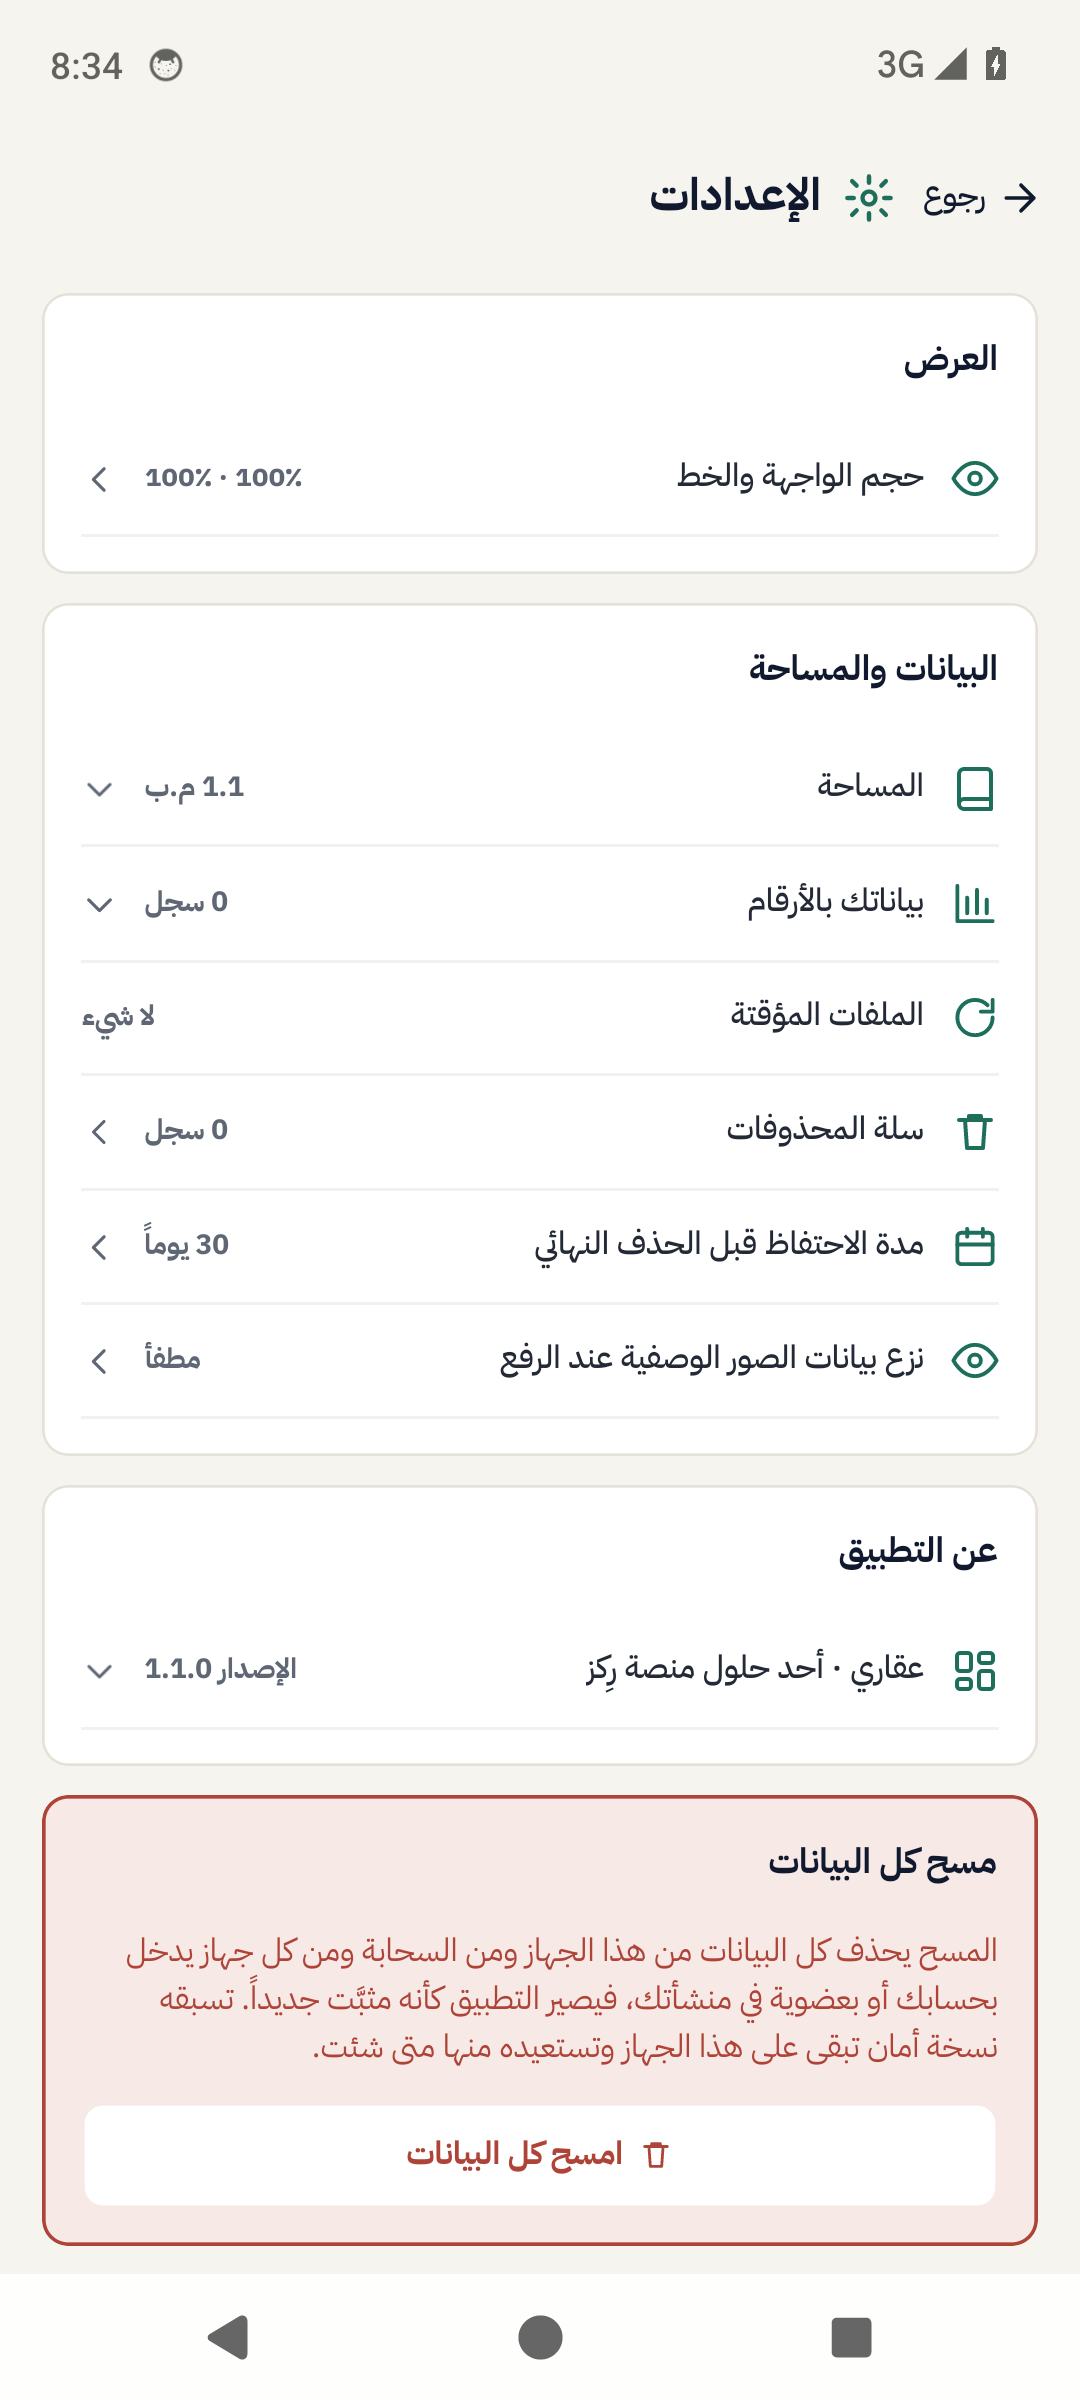 8:34
3G
رجوع
الإعدادات
العرض
حجم الواجهة والخط
100٪ · 100٪
البيانات والمساحة
المساحة
1.1 م.ب
بياناتك بالأرقام
0 سجل
الملفات المؤقتة
لا شيء
سلة المحذوفات
0 سجل
مدة الاحتفاظ قبل الحذف النهائي
30 يوماً
نزع بيانات الصور الوصفية عند الرفع
مطفأ
عن التطبيق
عقاري · أحد حلول منصة رِكز
الإصدار 1.1.0
مسح كل البيانات
المسح يحذف كل البيانات من هذا الجهاز ومن السحابة ومن كل جهاز يدخل
بحسابك أو بعضوية في منشأتك، فيصير التطبيق كأنه مثبَّت جديداً. تسبقه
نسخة أمان تبقى على هذا الجهاز وتستعيده منها متى شئت.
امسح كل البيانات